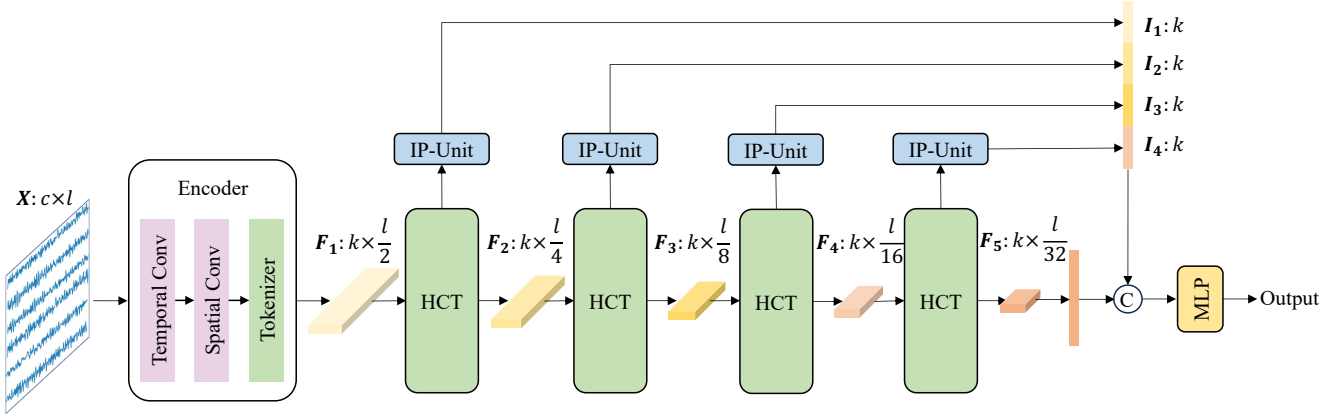 I₁: k
I₂: k
I₃: k
I₄: k
IP-Unit
IP-Unit
IP-Unit
IP-Unit
X: c×l
Encoder
Temporal Conv
Spatial Conv
Tokenizer
F₁: k × l/2
HCT
F₂: k × l/4
HCT
F₃: k × l/8
HCT
F₄: k × l/16
HCT
F₅: k × l/32
C
MLP
Output